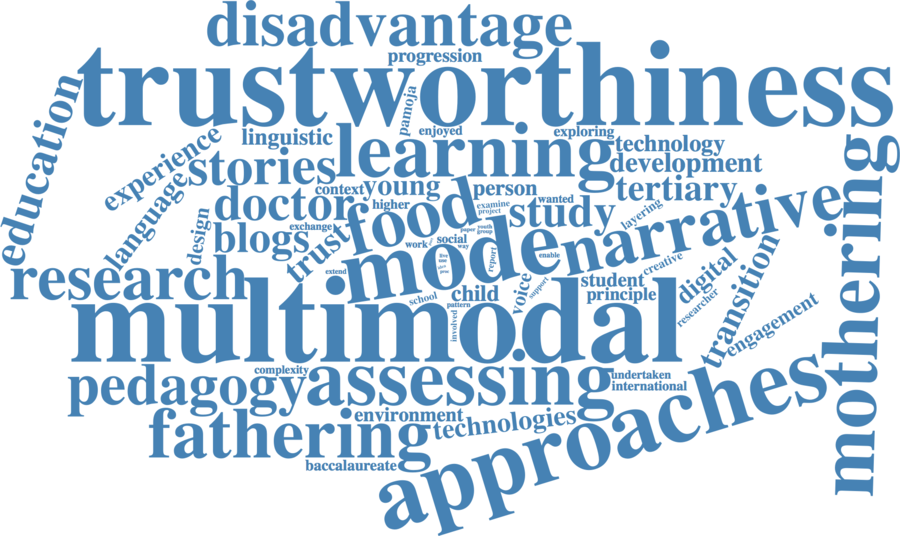 disadvantage
progression
trustworthiness
education
pamoja
enjoyed
linguistic
exploring
experience
learning
technology
stories
development
language
context
young
person
tertiary
doctor
higher
food
examine
wanted
project
study
layering
mothering
design
exchange
blogs
trust
paper
youth
group
work
social
way
mode
narrative
research
live
report
enable
extend
voice
support
student
creative
digital
transition
school
child
principle
pattern
researcher
multimodal
involved
engagement
complexity
pedagogy
assessing
undertaken
international
approaches
environment
fathering
technologies
baccalaureate